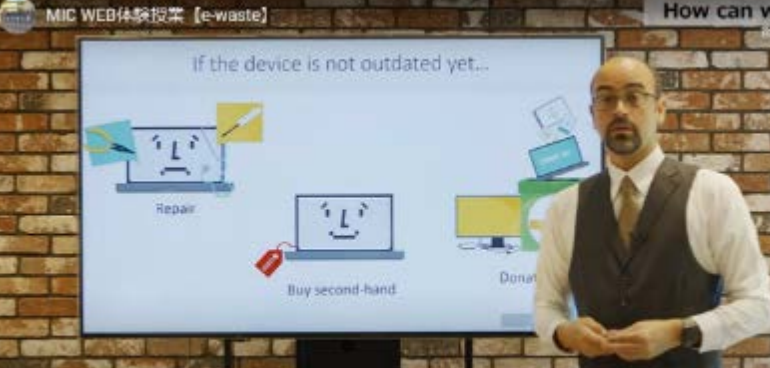 MIC WEB体験授業【e-waste】
How can w
If the device is not outdated yet...
Repair
Buy second-hand
Dona